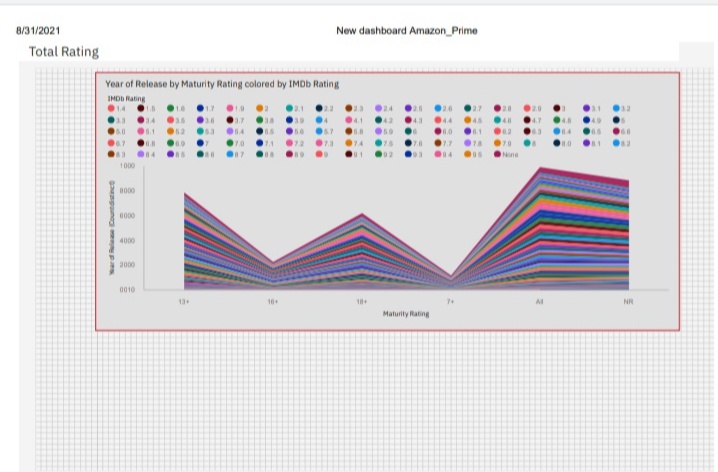 8/31/2021 New dashboard Amazon_Prime
Total Rating
Year of Release by Maturity Rating colored by IMDb Rating
IMDb Rating
1.4 1.5 1.6 1.7 1.9 2 2.1 2.2 2.3 2.4 2.5 2.6 2.7 2.8 2.9 3 3.1 3.2
3.3 3.4 3.5 3.6 3.7 3.8 3.9 4 4.1 4.2 4.3 4.4 4.5 4.6 4.7 4.8 4.9 5
5.0 5.1 5.2 5.3 5.4 5.5 5.6 5.7 5.8 5.9 6 6.0 6.1 6.2 6.3 6.4 6.5 6.6
6.7 6.8 6.9 7 7.0 7.1 7.2 7.3 7.4 7.5 7.6 7.7 7.8 7.9 8 8.0 8.1 8.2
8.3 8.4 8.5 8.6 8.7 8.8 8.9 9 9.1 9.2 9.3 9.4 9.5 None
8000
6000
4000
2000
Year of Release (Count distinct)
13+ 16+ 18+ 7+ All NR
Maturity Rating